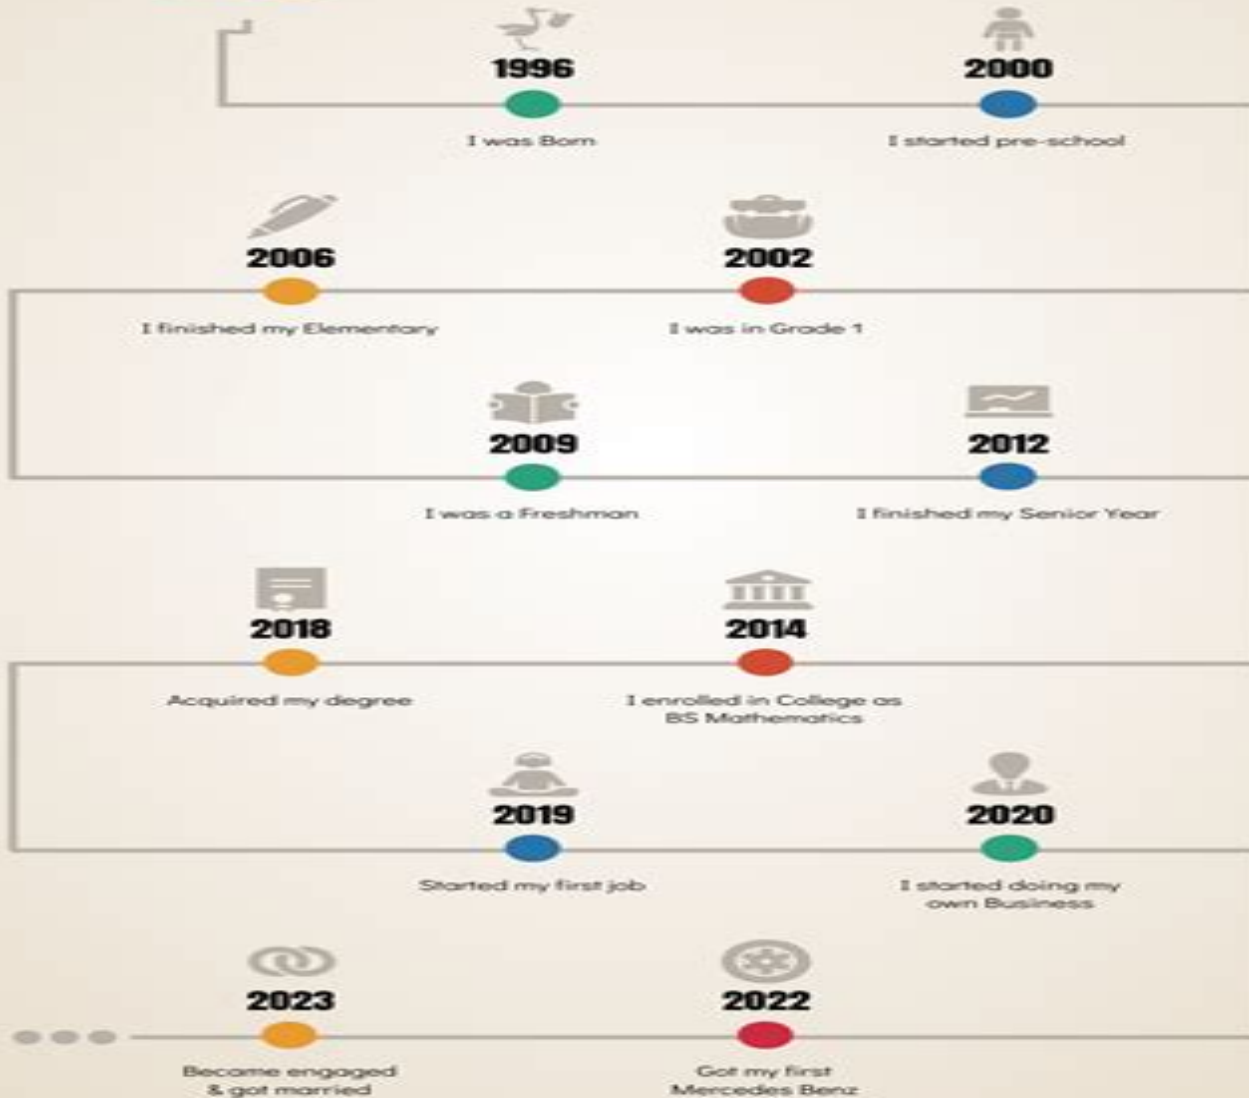 1996
I was Born
2000
I started pre-school
2006
I finished my Elementary
2002
I was in Grade 1
2009
I was a Freshman
2012
I finished my Senior Year
2018
Acquired my degree
2014
I enrolled in College as
BS Mathematics
2019
Started my first job
2020
I started doing my
own Business
2023
Became engaged
& got married
2022
Got my first
Mercedes Benz